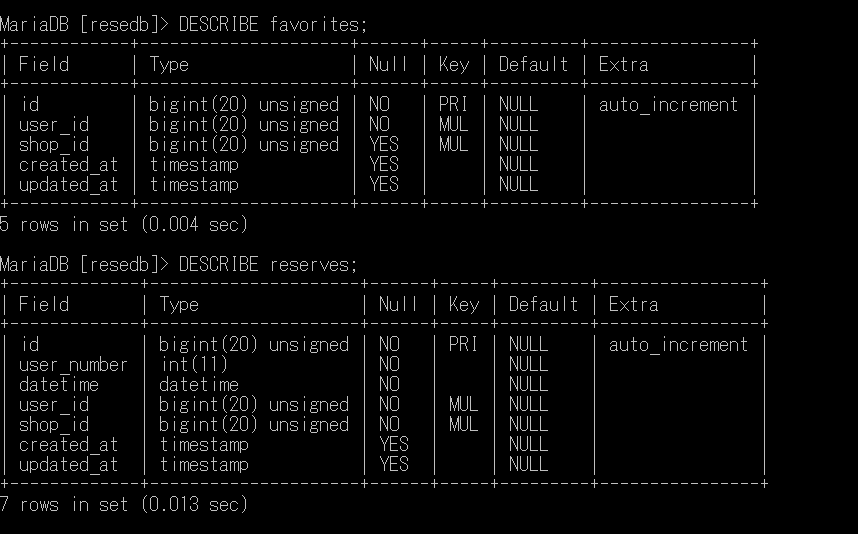 MariaDB [resedb]> DESCRIBE favorites;
+------------+---------------------+------+-----+---------+----------------+
| Field      | Type                | Null | Key | Default | Extra          |
+------------+---------------------+------+-----+---------+----------------+
| id         | bigint(20) unsigned | NO   | PRI | NULL    | auto_increment |
| user_id    | bigint(20) unsigned | NO   | MUL | NULL    |                |
| shop_id    | bigint(20) unsigned | YES  | MUL | NULL    |                |
| created_at | timestamp           | YES  |     | NULL    |                |
| updated_at | timestamp           | YES  |     | NULL    |                |
+------------+---------------------+------+-----+---------+----------------+
5 rows in set (0.004 sec)
MariaDB [resedb]> DESCRIBE reserves;
+-------------+---------------------+------+-----+---------+----------------+
| Field       | Type                | Null | Key | Default | Extra          |
+-------------+---------------------+------+-----+---------+----------------+
| id          | bigint(20) unsigned | NO   | PRI | NULL    | auto_increment |
| user_number | int(11)             | NO   |     | NULL    |                |
| datetime    | datetime            | NO   |     | NULL    |                |
| user_id     | bigint(20) unsigned | NO   | MUL | NULL    |                |
| shop_id     | bigint(20) unsigned | NO   | MUL | NULL    |                |
| created_at  | timestamp           | YES  |     | NULL    |                |
| updated_at  | timestamp           | YES  |     | NULL    |                |
+-------------+---------------------+------+-----+---------+----------------+
7 rows in set (0.013 sec)